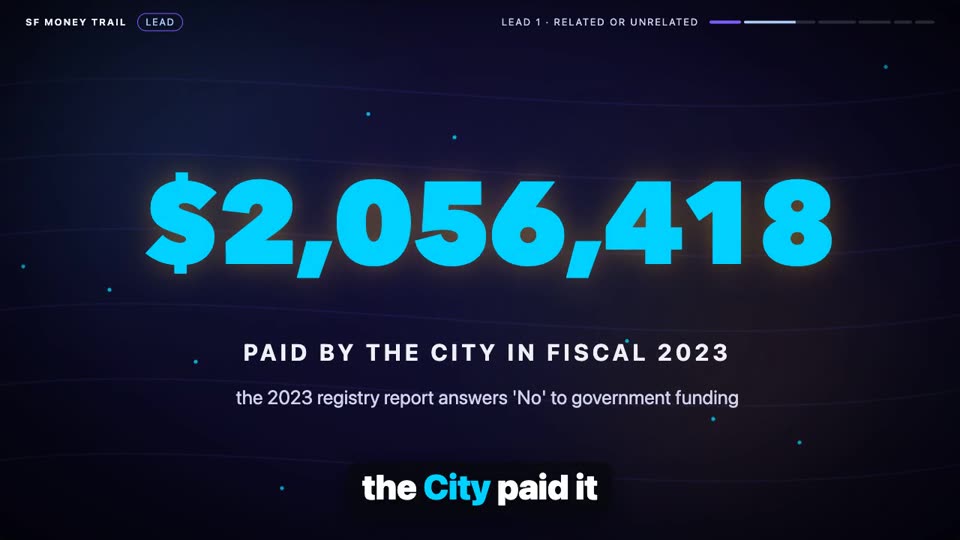 SF MONEY TRAIL LEAD
LEAD 1 · RELATED OR UNRELATED
$2,056,418
PAID BY THE CITY IN FISCAL 2023
the 2023 registry report answers 'No' to government funding
the City paid it